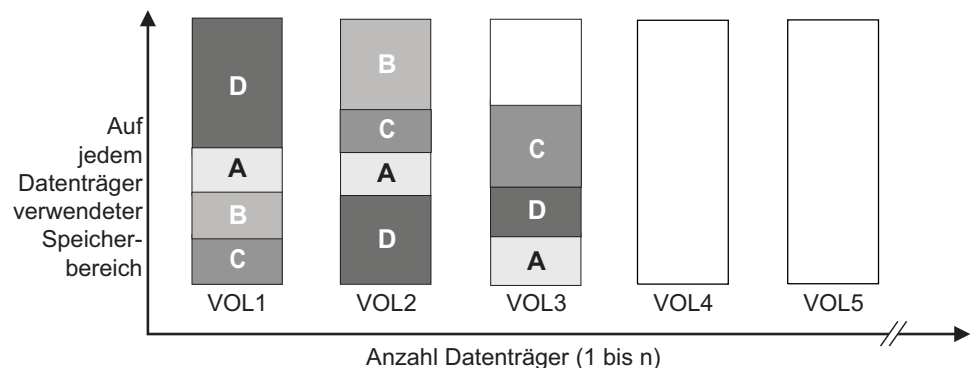 D
A
B
C
B
C
A
D
C
D
A
Auf
jedem
Datenträger
verwendeter
Speicher-
bereich
VOL1 VOL2 VOL3 VOL4 VOL5
Anzahl Datenträger (1 bis n)